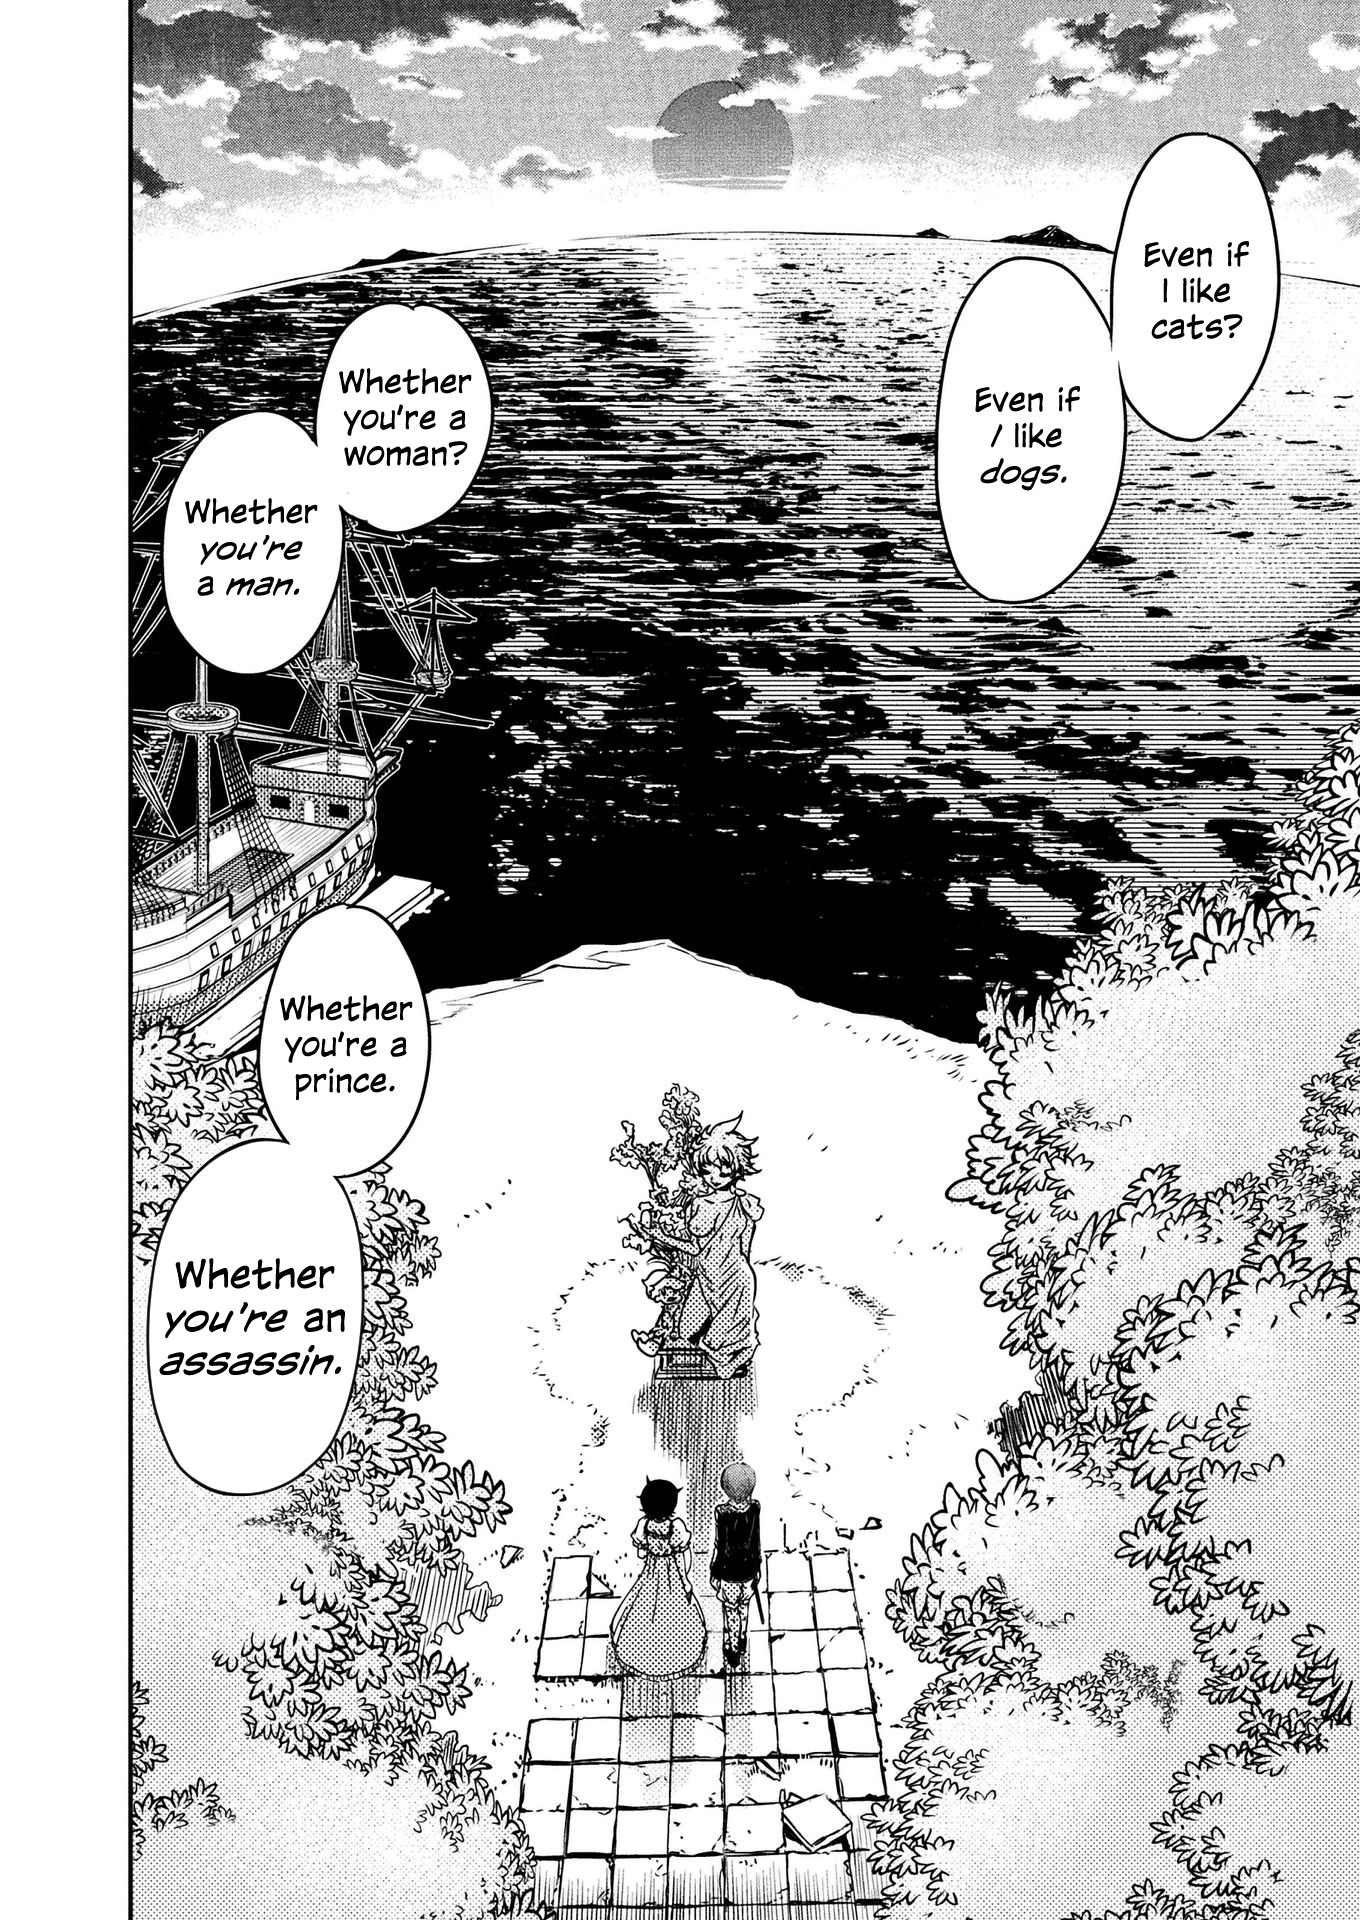 Even if
I like
cats?
Even if
I like
dogs.
Whether
you're a
woman?
Whether
you're
a man.
Whether
you're a
prince.
Whether
you're an
assassin.